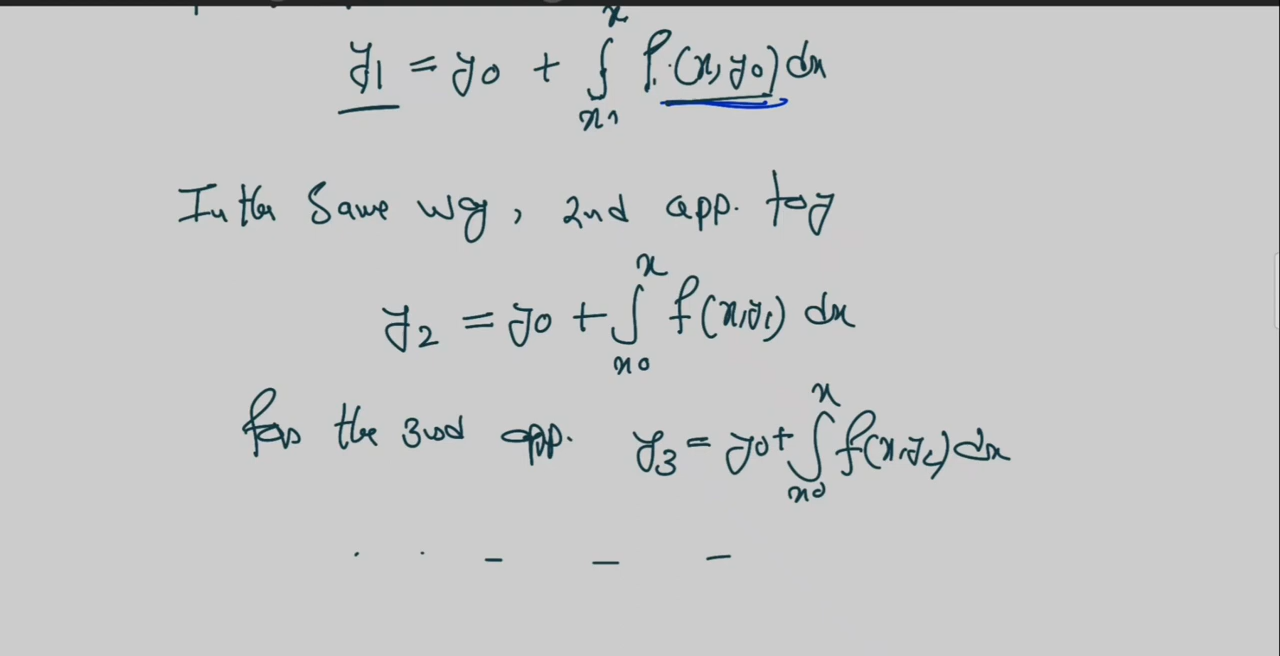 y1 = y0 + ∫_{x0}^{x} f(x, y0) dx
In the Same way, 2nd app. to y
y2 = y0 + ∫_{x0}^{x} f(x, y1) dx
for the 3rd app. y3 = y0 + ∫_{x0}^{x} f(x, y2) dx
. . – – –